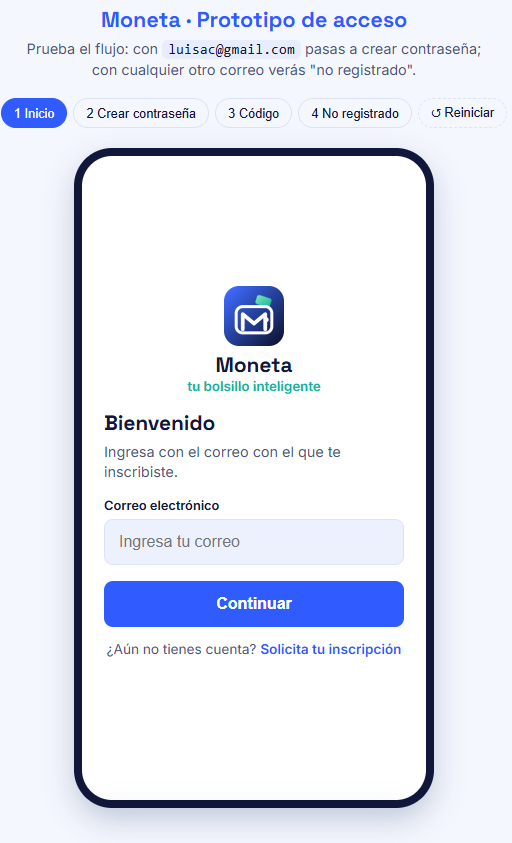 Moneta · Prototipo de acceso
Prueba el flujo: con luisac@gmail.com pasas a crear contraseña;
con cualquier otro correo verás "no registrado".
1 Inicio
2 Crear contraseña
3 Código
4 No registrado
↺ Reiniciar
Moneta
tu bolsillo inteligente
Bienvenido
Ingresa con el correo con el que te
inscribiste.
Correo electrónico
Ingresa tu correo
Continuar
¿Aún no tienes cuenta? Solicita tu inscripción